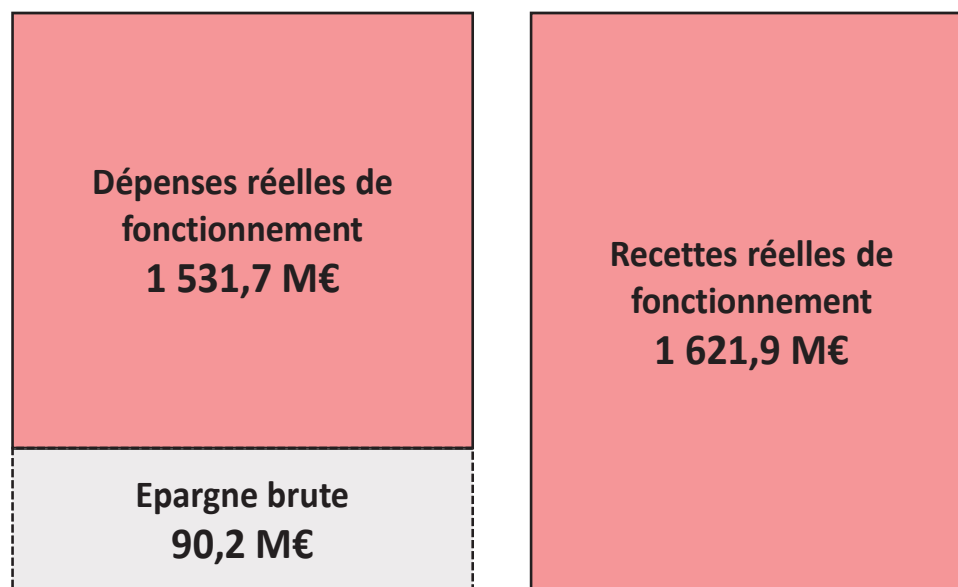 Dépenses réelles de
fonctionnement
1 531,7 M€
Epargne brute
90,2 M€
Recettes réelles de
fonctionnement
1 621,9 M€